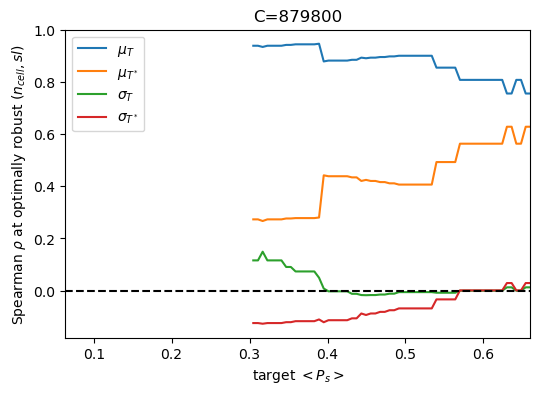 C=879800
Spearman ρ at optimally robust (n_cell, sl)
1.0
0.8
0.6
0.4
0.2
0.0
μ_T
μ_T*
σ_T
σ_T*
0.1 0.2 0.3 0.4 0.5 0.6
target <P_s>